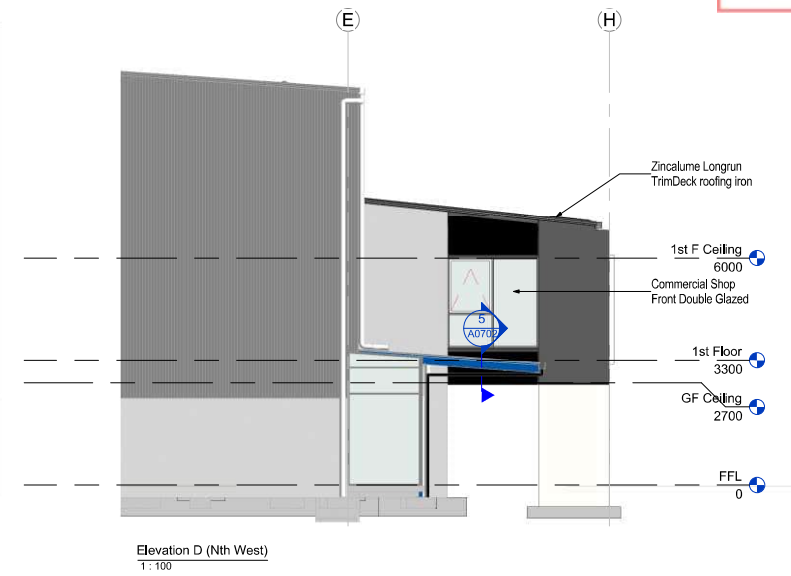 E
H
Zincalume Longrun
TrimDeck roofing iron
1st F Ceiling
6000
Commercial Shop
Front Double Glazed
5
A0702
1st Floor
3300
GF Ceiling
2700
FFL
0
Elevation D (Nth West)
1 : 100